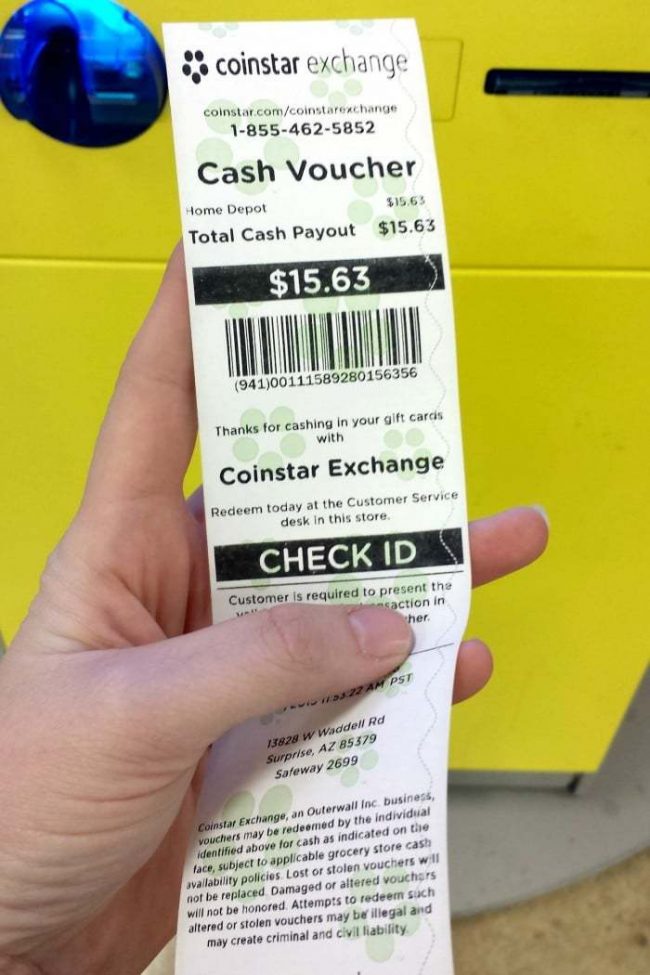 coinstar exchange
coinstar.com/coinstarexchange
1-855-462-5852
Cash Voucher
Home Depot $15.63
Total Cash Payout $15.63
$15.63
(941)00111589280156356
Thanks for cashing in your gift cards
with
Coinstar Exchange
Redeem today at the Customer Service
desk in this store.
CHECK ID
Customer is required to present the
in
11:53:22 AM PST
13828 W Waddell Rd
Surprise, AZ 85379
Safeway 2699
Coinstar Exchange, an Outerwall Inc. business,
vouchers may be redeemed by the individual
identified above for cash as indicated on the
face, subject to applicable grocery store cash
availability policies. Lost or stolen vouchers will
not be replaced. Damaged or altered vouchers
will not be honored. Attempts to redeem such
altered or stolen vouchers may be illegal and
may create criminal and civil liability.